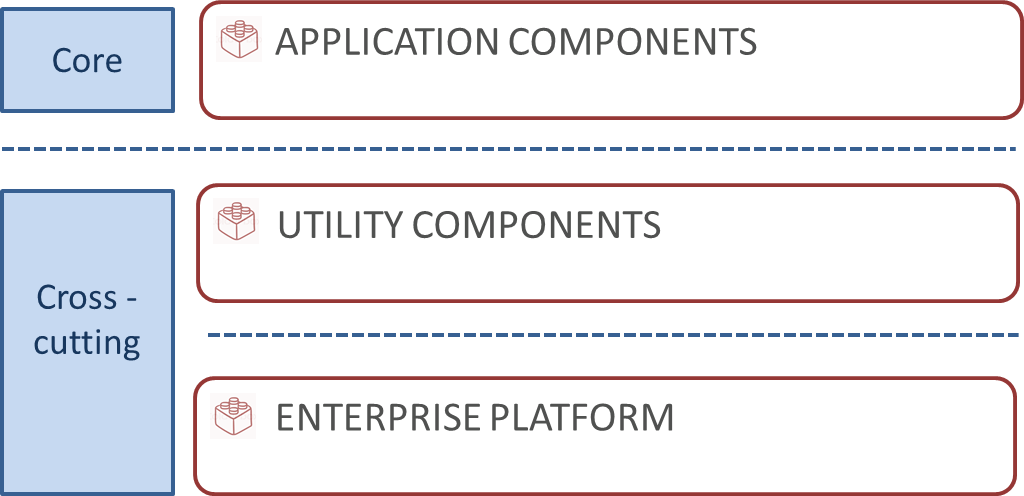 Core
APPLICATION COMPONENTS
Cross -
cutting
UTILITY COMPONENTS
ENTERPRISE PLATFORM